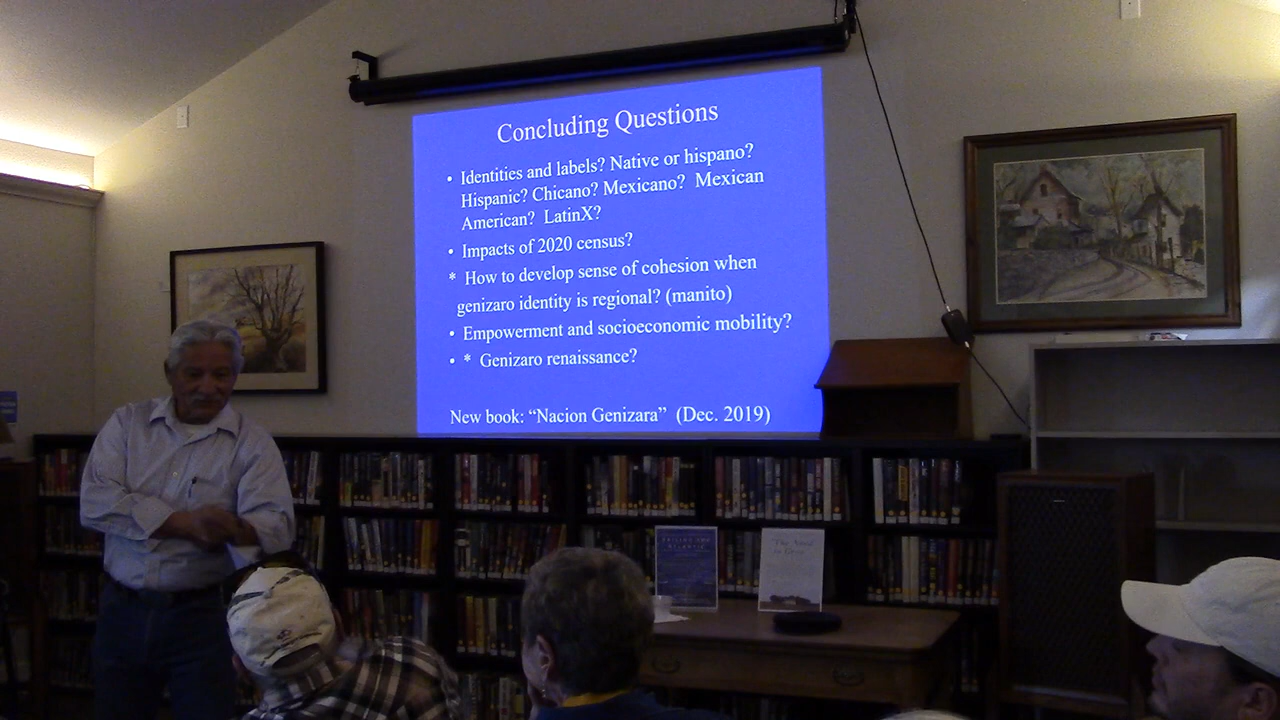 Concluding Questions
• Identities and labels? Native or hispano?
Hispanic? Chicano? Mexicano? Mexican
American? LatinX?
• Impacts of 2020 census?
* How to develop sense of cohesion when
genizaro identity is regional? (manito)
• Empowerment and socioeconomic mobility?
• * Genizaro renaissance?
New book: “Nacion Genizara” (Dec. 2019)